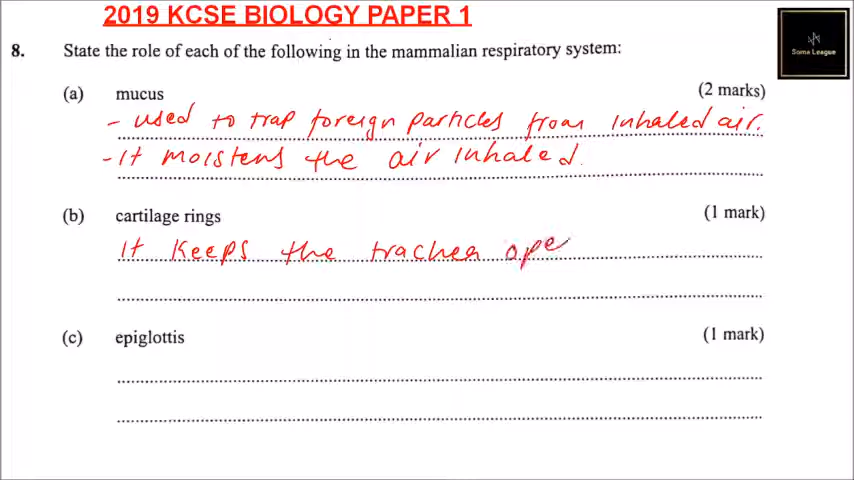 2019 KCSE BIOLOGY PAPER 1
8. State the role of each of the following in the mammalian respiratory system:
Some League
(a) mucus (2 marks)
- used to trap foreign particles from inhaled air.
- It moistens the air inhaled.
(b) cartilage rings (1 mark)
It keeps the trachea ope
(c) epiglottis (1 mark)